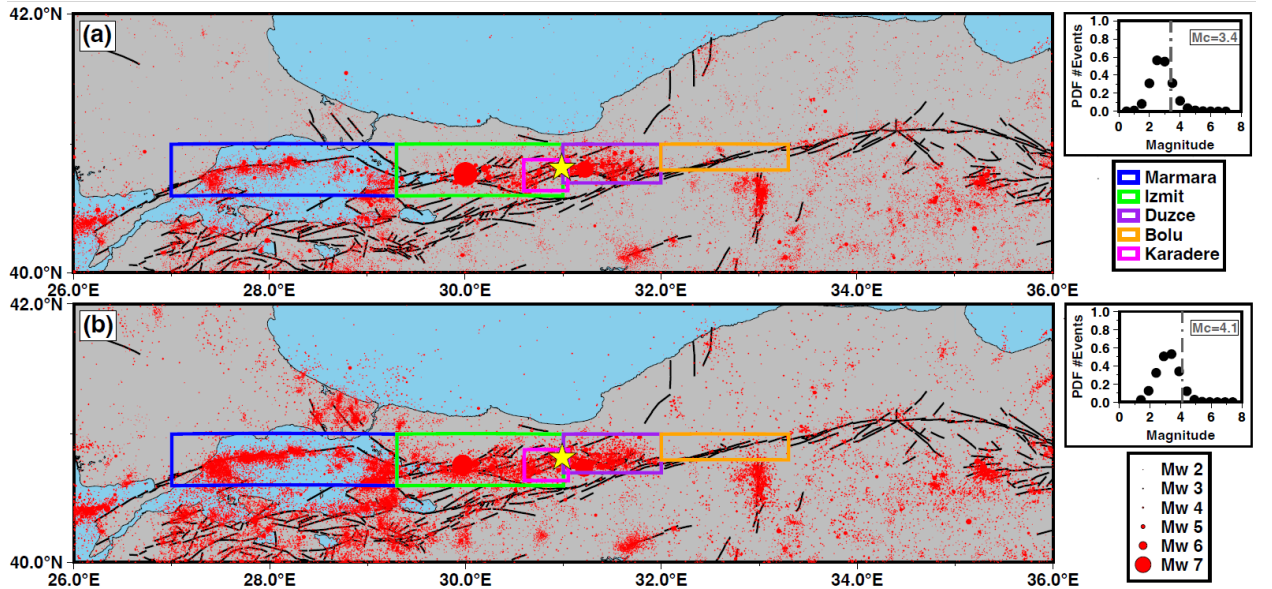 42.0°N
(a)
40.0°N
26.0°E 28.0°E 30.0°E 32.0°E 34.0°E 36.0°E
PDF #Events
1.0
0.8
0.6
0.4
0.2
0.0
Mc=3.4
0 2 4 6 8
Magnitude
Marmara
Izmit
Duzce
Bolu
Karadere
42.0°N
(b)
40.0°N
26.0°E 28.0°E 30.0°E 32.0°E 34.0°E 36.0°E
PDF #Events
1.0
0.8
0.6
0.4
0.2
0.0
Mc=4.1
0 2 4 6 8
Magnitude
Mw 2
Mw 3
Mw 4
Mw 5
Mw 6
Mw 7